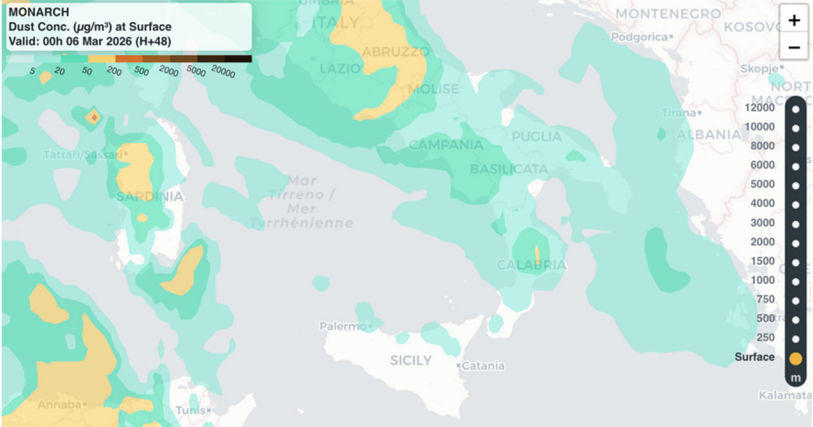 MONARCH
Dust Conc. (µg/m³) at Surface
Valid: 00h 06 Mar 2026 (H+48)
5 20 50 200 500 2000 5000 20000
+
−
UMBRIA
ITALY
ABRUZZO
LAZIO
MOLISE
CAMPANIA
PUGLIA
BASILICATA
CALABRIA
MONTENEGRO
Podgorica
KOSOVO
Skopje
NORT
Tirana
ALBANIA
Tàttari/Sassari
SARDINIA
Mar
Tirreno /
Mer
Tyrrhénienne
Palermo
SICILY
Catania
Annaba
Tunis
Kalamata
12000
10000
8000
6000
5000
4000
3000
2000
1500
1000
750
500
250
Surface
m